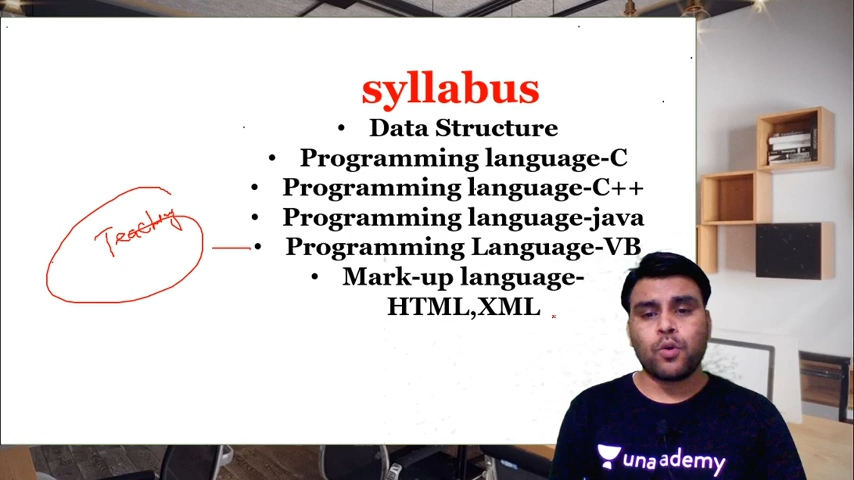 syllabus
• Data Structure
• Programming language-C
• Programming language-C++
• Programming language-java
• Programming Language-VB
• Mark-up language-
HTML,XML
Teaching
unaademy